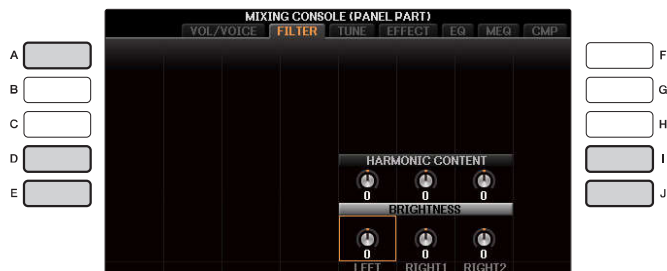 MIXING CONSOLE (PANEL PART)
VOL/VOICE FILTER TUNE EFFECT EQ MEQ CMP
A F
B G
C H
HARMONIC CONTENT
D I
0 0 0
E J
BRIGHTNESS
0 0 0
LEFT RIGHT1 RIGHT2